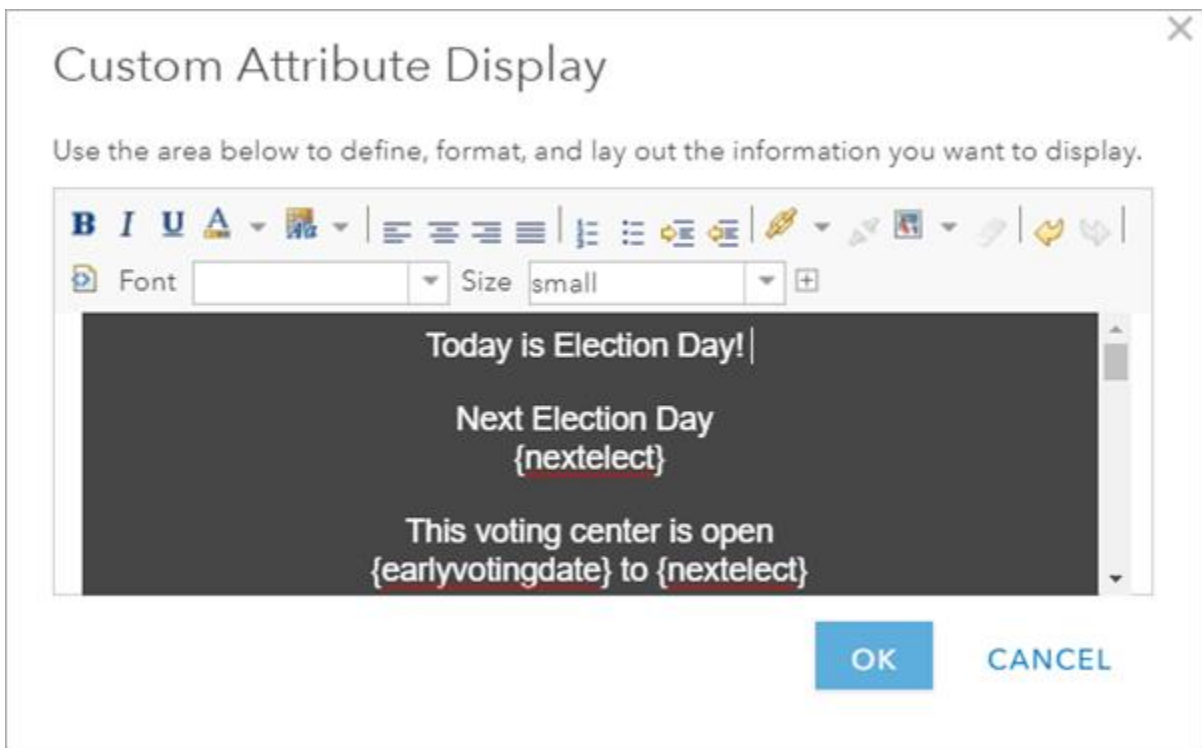 Custom Attribute Display
Use the area below to define, format, and lay out the information you want to display.
B I U A
Font Size small
Today is Election Day!
Next Election Day
{nextelect}
This voting center is open
{earlyvotingdate} to {nextelect}
OK CANCEL